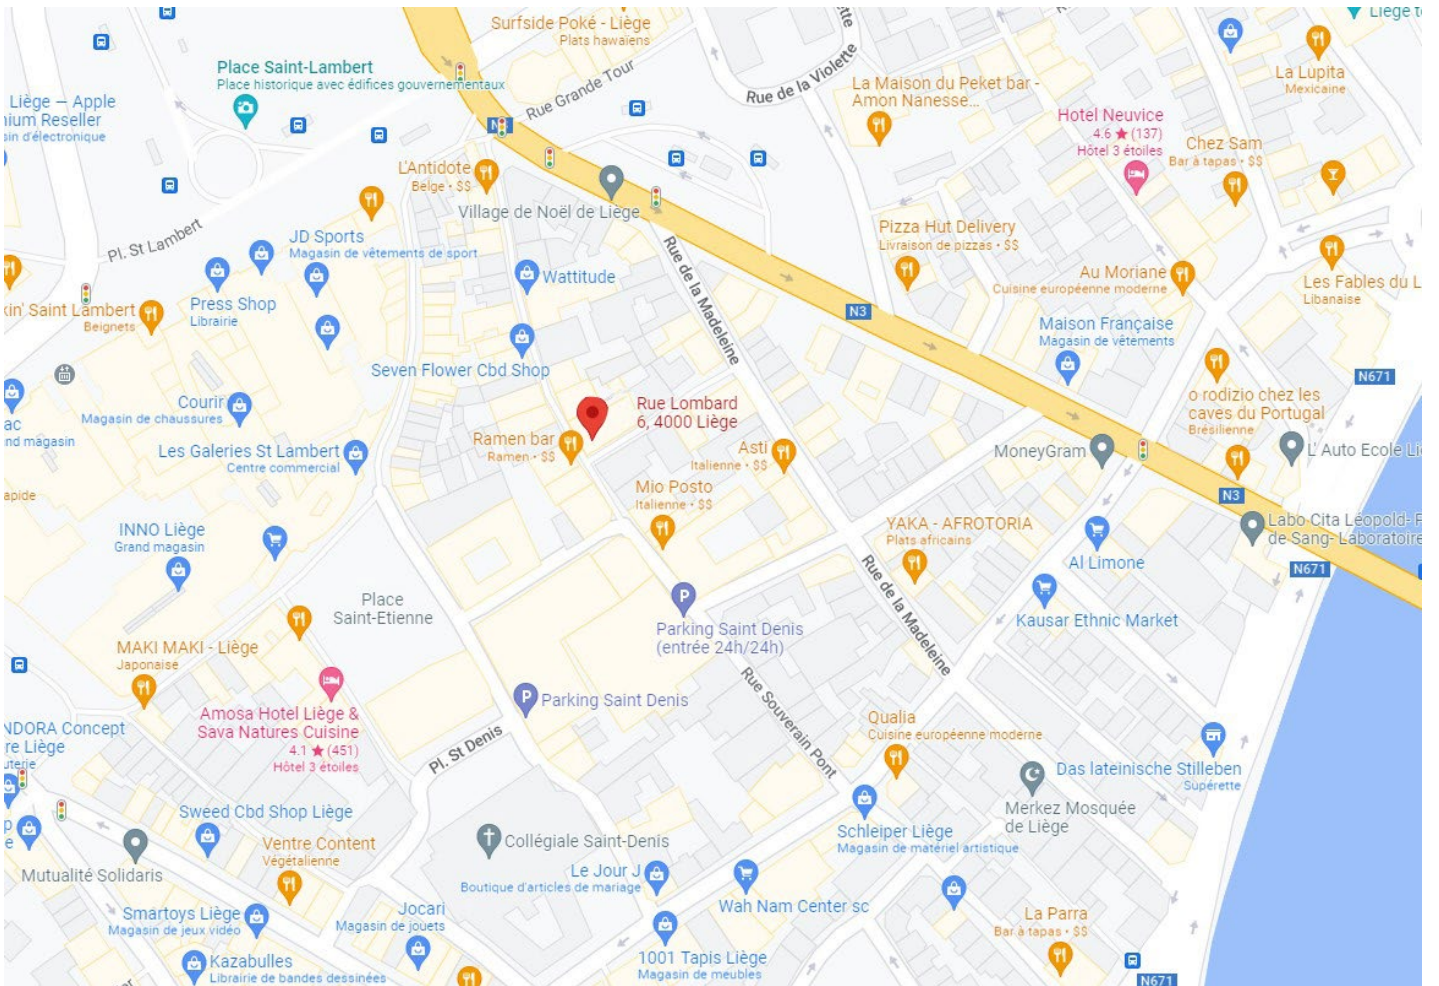 Surfside Poké - Liège
Plats hawaïens
Rue de la Violette
Liège
La Lupita
Mexicaine
Place Saint-Lambert
Place historique avec édifices gouvernementaux
Rue Grande Tour
La Maison du Peket bar -
Amon Nanesse...
Liège – Apple
nium Reseller
sin d'électronique
Hotel Neuvice
4.6 ★ (137)
Hôtel 3 étoiles
Chez Sam
Bar à tapas • $$
L'Antidote
Belge • $$
Village de Noël de Liège
Pl. St Lambert
JD Sports
Magasin de vêtements de sport
Pizza Hut Delivery
Livraison de pizzas • $$
Rue de la Madeleine
Wattitude
Au Moriane
Cuisine européenne moderne
Les Fables du L
Libanaise
Press Shop
Librairie
kin' Saint Lambert
Beignets
N3
Maison Française
Magasin de vêtements
Seven Flower Cbd Shop
N671
Courir
Magasin de chaussures
Rue Lombard
6, 4000 Liège
o rodizio chez les
caves du Portugal
Brésilienne
ac
nd magasin
Ramen bar
Ramen • $$
Les Galeries St Lambert
Centre commercial
Asti
Italienne • $$
MoneyGram
L' Auto Ecole Li
apide
Mio Posto
Italienne • $$
N3
INNO Liège
Grand magasin
YAKA - AFROTORIA
Plats africains
Labo Cita Léopold- P
de Sang- Laboratoire
Al Limone
N671
Place
Saint-Etienne
Rue de la Madeleine
Kausar Ethnic Market
Parking Saint Denis
(entrée 24h/24h)
MAKI MAKI - Liège
Japonaise
Parking Saint Denis
Rue Souverain Pont
Amosa Hotel Liège &
Sava Natures Cuisine
4.1 ★ (451)
Hôtel 3 étoiles
NDORA Concept
re Liège
uterie
Pl. St Denis
Qualia
Cuisine européenne moderne
Das lateinische Stilleben
Supérette
Sweed Cbd Shop Liège
Merkez Mosquée
de Liège
Schleiper Liège
Magasin de matériel artistique
Ventre Content
Végétalienne
Collégiale Saint-Denis
Mutualité Solidaris
Le Jour J
Boutique d'articles de mariage
Wah Nam Center sc
Smartoys Liège
Magasin de jeux vidéo
Jocari
Magasin de jouets
La Parra
Bar à tapas • $$
Kazabulles
Librairie de bandes dessinées
1001 Tapis Liège
Magasin de meubles
N671